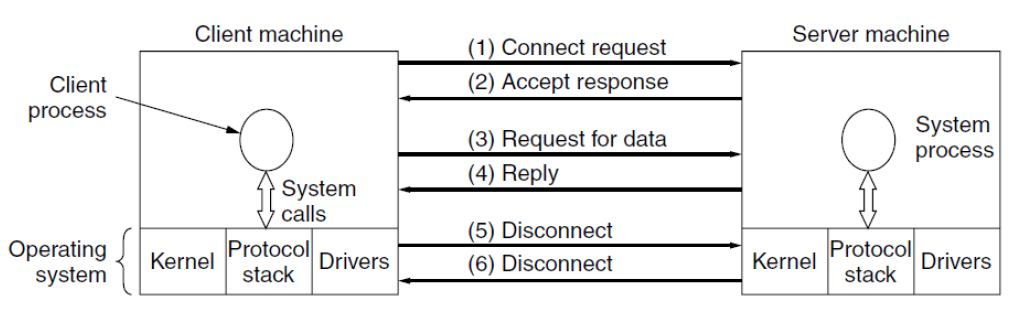 Client machine
Server machine
(1) Connect request
(2) Accept response
Client
process
(3) Request for data
(4) Reply
System
process
System
calls
Operating
system
Kernel
Protocol
stack
Drivers
(5) Disconnect
(6) Disconnect
Kernel
Protocol
stack
Drivers